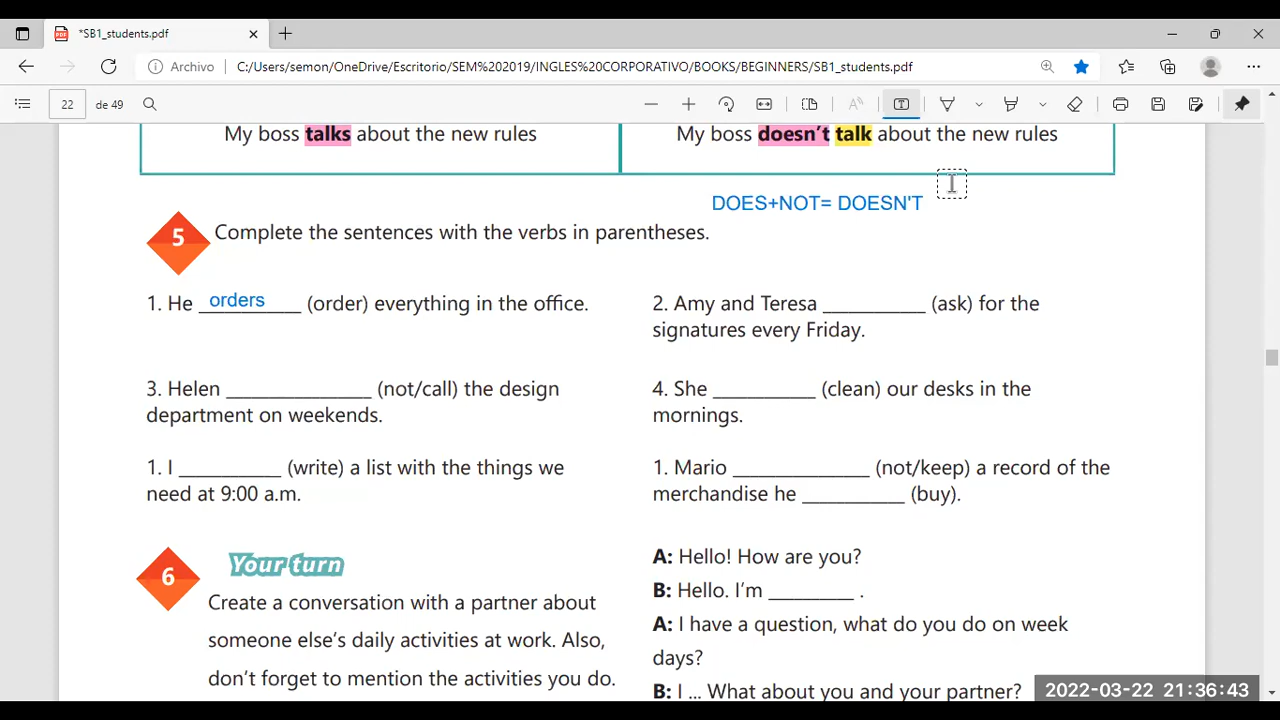 *SB1_students.pdf
Archivo C:/Users/semon/OneDrive/Escritorio/SEM%202019/INGLES%20CORPORATIVO/BOOKS/BEGINNERS/SB1_students.pdf
22 de 49
My boss talks about the new rules
My boss doesn't talk about the new rules
DOES+NOT= DOESN'T
5 Complete the sentences with the verbs in parentheses.
1. He orders (order) everything in the office.
2. Amy and Teresa __________ (ask) for the
signatures every Friday.
3. Helen ______________ (not/call) the design
department on weekends.
4. She __________ (clean) our desks in the
mornings.
1. I __________ (write) a list with the things we
need at 9:00 a.m.
1. Mario _____________ (not/keep) a record of the
merchandise he __________ (buy).
6 Your turn
Create a conversation with a partner about
someone else's daily activities at work. Also,
don't forget to mention the activities you do.
A: Hello! How are you?
B: Hello. I'm ________ .
A: I have a question, what do you do on week
days?
B: I ... What about you and your partner?
2022-03-22 21:36:43